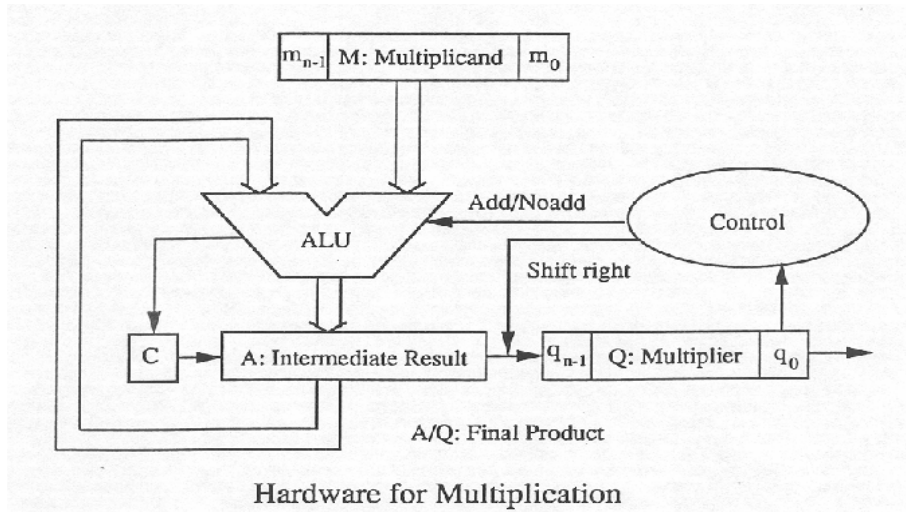 m_{n-1} M: Multiplicand m_0
Add/Noadd
Control
ALU
Shift right
C
A: Intermediate Result
q_{n-1} Q: Multiplier q_0
A/Q: Final Product
Hardware for Multiplication